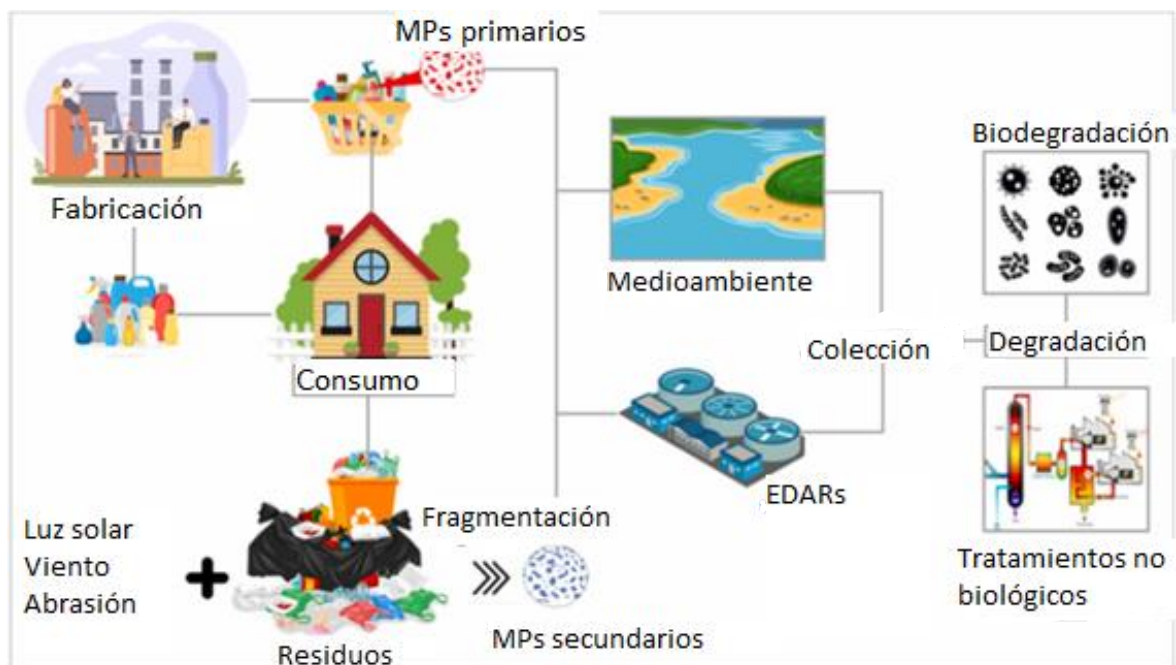 MPs primarios
Fabricación
Biodegradación
Medioambiente
Consumo
Colección
Degradación
EDARs
Luz solar
Viento
Abrasión
Fragmentación
Tratamientos no
biológicos
MPs secundarios
Residuos